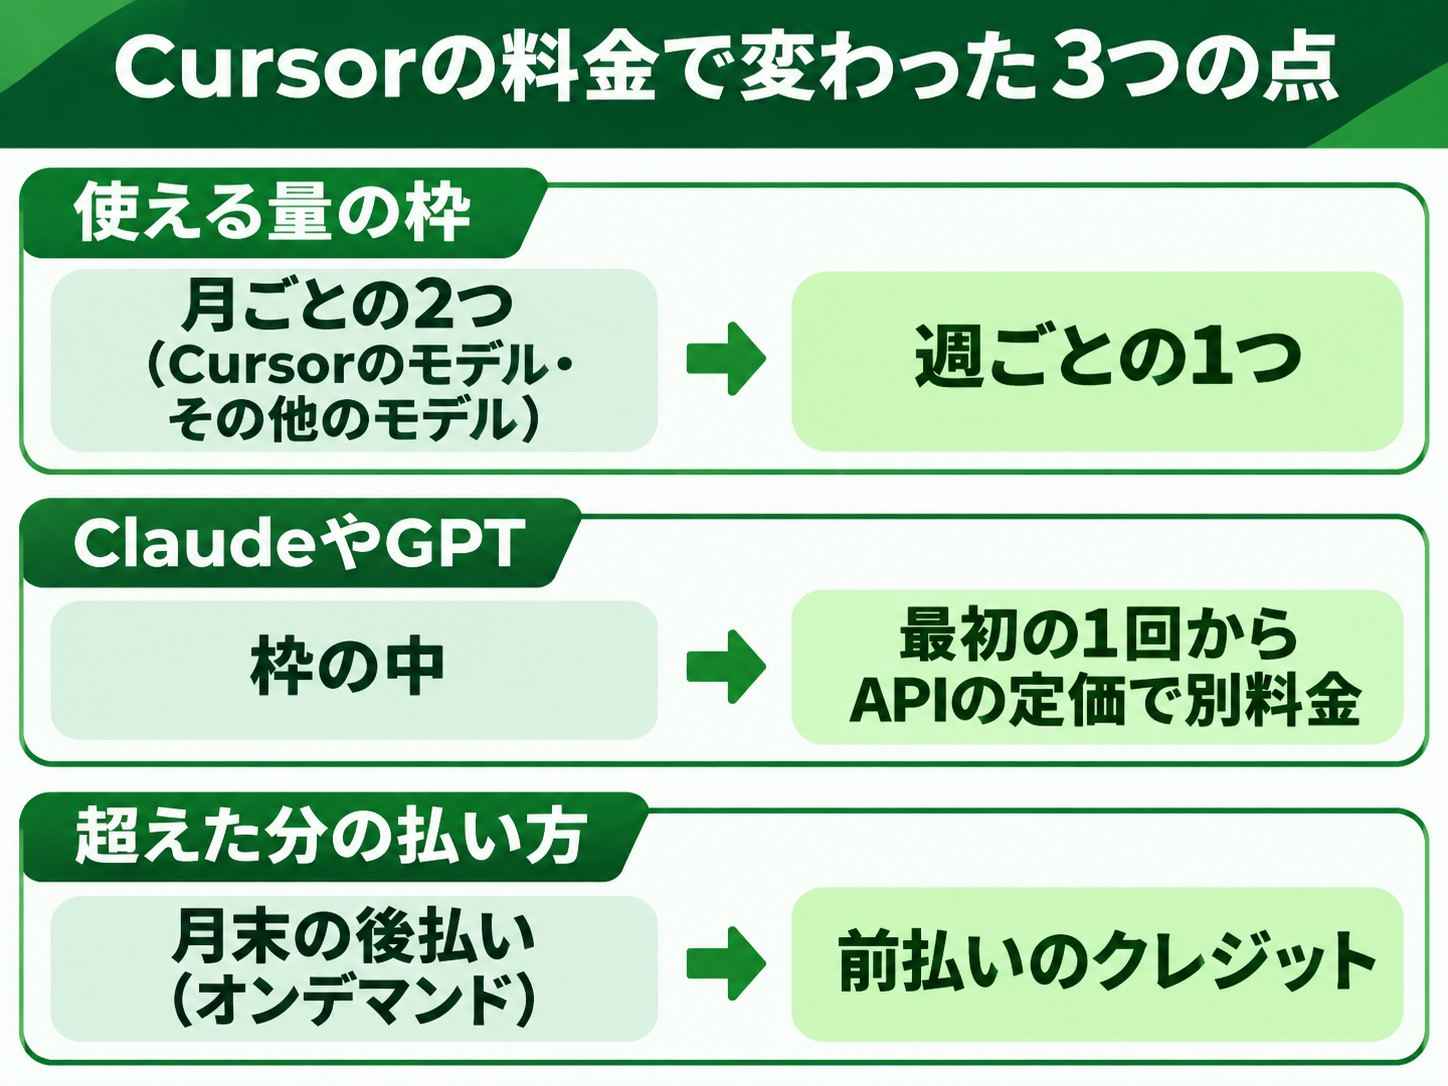 Cursorの料金で変わった3つの点
使える量の枠
月ごとの2つ
（Cursorのモデル・
その他のモデル）
週ごとの1つ
ClaudeやGPT
枠の中
最初の1回から
APIの定価で別料金
超えた分の払い方
月末の後払い
（オンデマンド）
前払いのクレジット